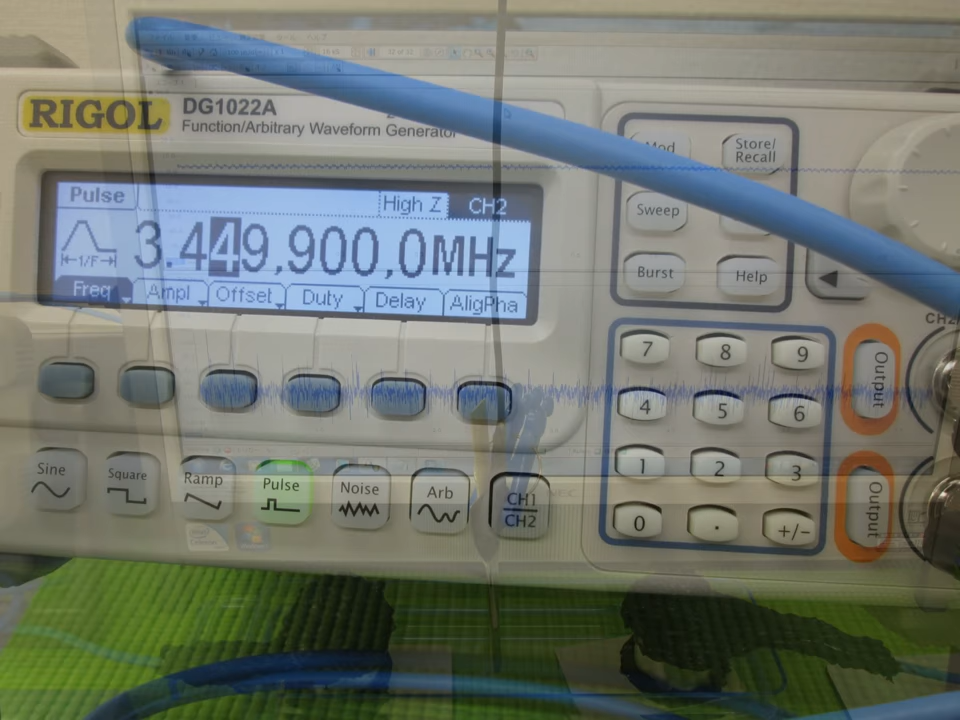 RIGOL
DG1022A
Function/Arbitrary Waveform Generator
Pulse
High Z
CH2
3.449,900,0MHz
1/F
Freq
Ampl
Offset
Duty
Delay
AligPha
Sine
Square
Ramp
Pulse
Noise
Arb
CH1
CH2
Mod
Store/
Recall
Sweep
Burst
Help
7
8
9
4
5
6
1
2
3
0
.
+/-
Output
Output
CH2